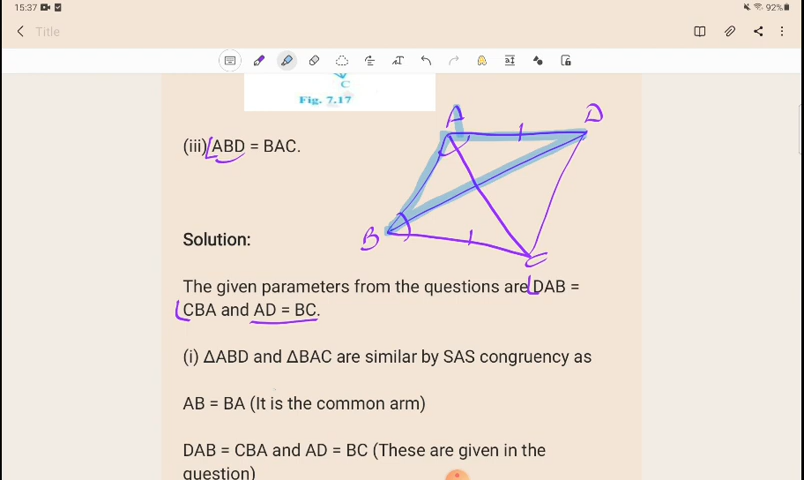 15:37
92%
Title
C
Fig. 7.17
A
D
(iii) ∠ABD = BAC.
B
Solution:
C
The given parameters from the questions are ∠DAB =
∠CBA and AD = BC.
(i) ΔABD and ΔBAC are similar by SAS congruency as
AB = BA (It is the common arm)
DAB = CBA and AD = BC (These are given in the
question)